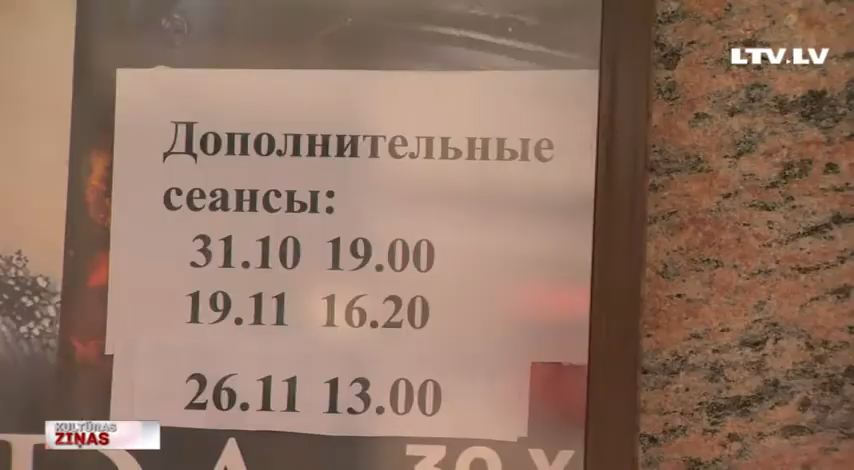 LTV.LV
Дополнительные
сеансы:
31.10 19.00
19.11 16.20
26.11 13.00
KULTŪRAS
ZIŅAS